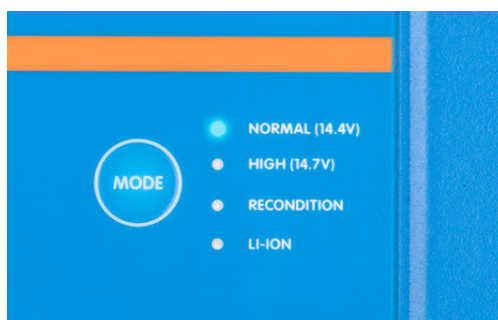 NORMAL (14.4V)
HIGH (14.7V)
MODE
RECONDITION
LI-ION